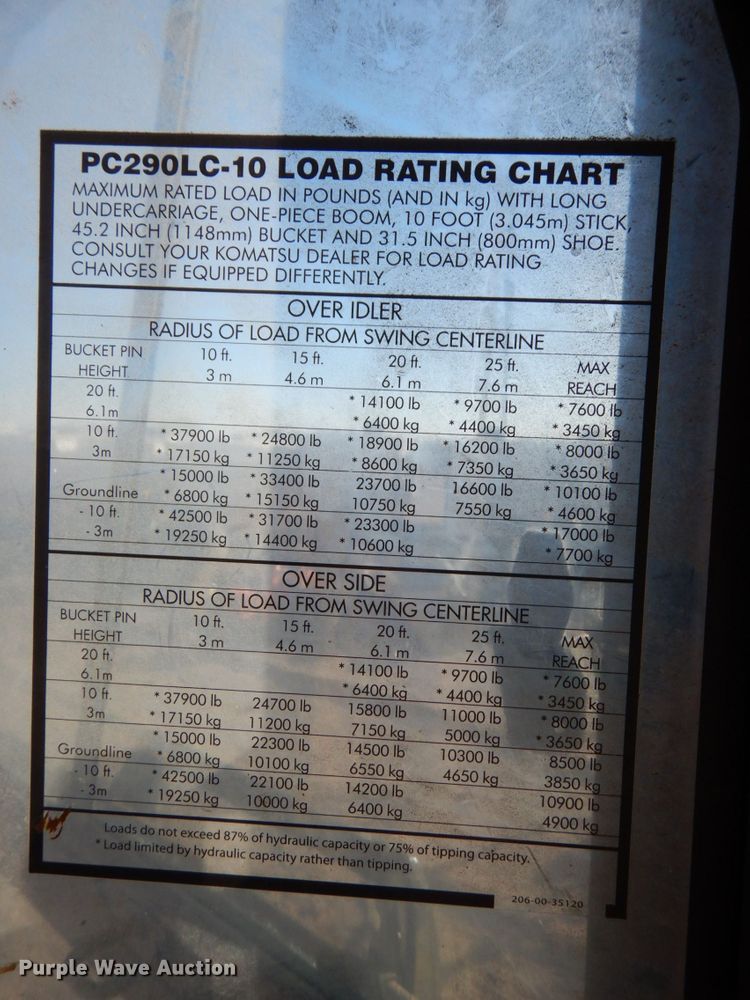 PC290LC-10 LOAD RATING CHART
MAXIMUM RATED LOAD IN POUNDS (AND IN kg) WITH LONG
UNDERCARRIAGE, ONE-PIECE BOOM, 10 FOOT (3.045m) STICK,
45.2 INCH (1148mm) BUCKET AND 31.5 INCH (800mm) SHOE.
CONSULT YOUR KOMATSU DEALER FOR LOAD RATING
CHANGES IF EQUIPPED DIFFERENTLY.
OVER IDLER
RADIUS OF LOAD FROM SWING CENTERLINE
BUCKET PIN 10 ft. 15 ft. 20 ft. 25 ft. MAX
HEIGHT 3 m 4.6 m 6.1 m 7.6 m REACH
20 ft. * 14100 lb * 9700 lb * 7600 lb
6.1m * 6400 kg * 4400 kg * 3450 kg
10 ft. * 37900 lb * 24800 lb * 18900 lb * 16200 lb * 8000 lb
3m * 17150 kg * 11250 kg * 8600 kg * 7350 kg * 3650 kg
* 15000 lb * 33400 lb 23700 lb 16600 lb * 10100 lb
Groundline * 6800 kg * 15150 kg 10750 kg 7550 kg * 4600 kg
- 10 ft. * 42500 lb * 31700 lb * 23300 lb * 17000 lb
- 3m * 19250 kg * 14400 kg * 10600 kg * 7700 kg
OVER SIDE
RADIUS OF LOAD FROM SWING CENTERLINE
BUCKET PIN 10 ft. 15 ft. 20 ft. 25 ft. MAX
HEIGHT 3 m 4.6 m 6.1 m 7.6 m REACH
20 ft. * 14100 lb * 9700 lb * 7600 lb
6.1m * 6400 kg * 4400 kg * 3450 kg
10 ft. * 37900 lb 24700 lb 15800 lb 11000 lb * 8000 lb
3m * 17150 kg 11200 kg 7150 kg 5000 kg * 3650 kg
* 15000 lb 22300 lb 14500 lb 10300 lb 8500 lb
Groundline * 6800 kg 10100 kg 6550 kg 4650 kg 3850 kg
- 10 ft. * 42500 lb 22100 lb 14200 lb 10900 lb
- 3m * 19250 kg 10000 kg 6400 kg 4900 kg
Loads do not exceed 87% of hydraulic capacity or 75% of tipping capacity.
* Load limited by hydraulic capacity rather than tipping.
206-00-35120
Purple Wave Auction